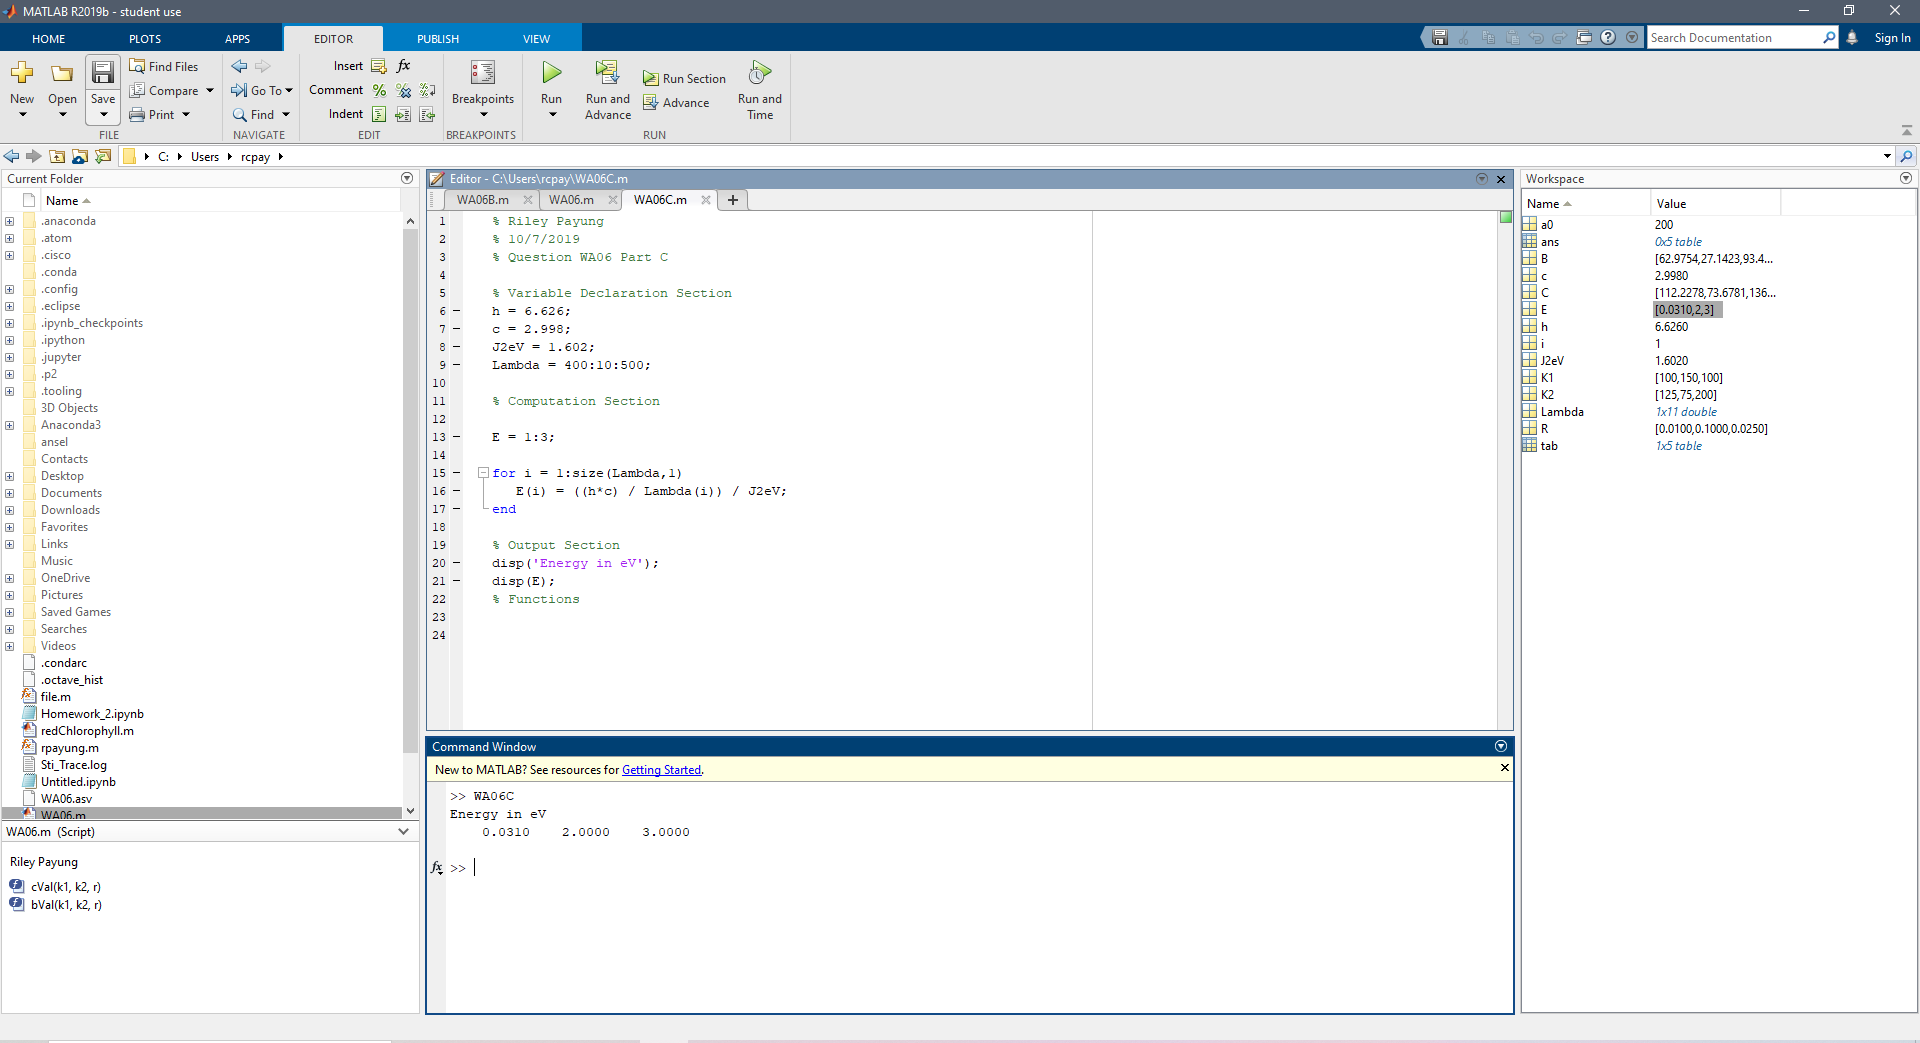 MATLAB R2019b - student use
HOME PLOTS APPS EDITOR PUBLISH VIEW
Search Documentation
Sign In
New
Open
Save
Find Files
Compare
Print
FILE
Go To
Find
NAVIGATE
Insert fx
Comment
Indent
EDIT
Breakpoints
BREAKPOINTS
Run
Run and Advance
Run Section
Advance
Run and Time
RUN
C: Users rcpay
Current Folder
Name
.anaconda
.atom
.cisco
.conda
.config
.eclipse
.ipynb_checkpoints
.ipython
.jupyter
.p2
.tooling
3D Objects
Anaconda3
ansel
Contacts
Desktop
Documents
Downloads
Favorites
Links
Music
OneDrive
Pictures
Saved Games
Searches
Videos
.condarc
.octave_hist
file.m
Homework_2.ipynb
redChlorophyll.m
rpayung.m
Sti_Trace.log
Untitled.ipynb
WA06.asv
WA06.m
WA06.m (Script)
Riley Payung
cVal(k1, k2, r)
bVal(k1, k2, r)
Editor - C:\Users\rcpay\WA06C.m
WA06B.m WA06.m WA06C.m
1 % Riley Payung
2 % 10/7/2019
3 % Question WA06 Part C
4
5 % Variable Declaration Section
6 h = 6.626;
7 c = 2.998;
8 J2eV = 1.602;
9 Lambda = 400:10:500;
10
11 % Computation Section
12
13 E = 1:3;
14
15 for i = 1:size(Lambda,1)
16 E(i) = ((h*c) / Lambda(i)) / J2eV;
17 end
18
19 % Output Section
20 disp('Energy in eV');
21 disp(E);
22 % Functions
23
24
Command Window
New to MATLAB? See resources for Getting Started.
>> WA06C
Energy in eV
0.0310 2.0000 3.0000
fx >>
Workspace
Name Value
a0 200
ans 0x5 table
B [62.9754,27.1423,93.4...
c 2.9980
C [112.2278,73.6781,136...
E [0.0310,2,3]
h 6.6260
i 1
J2eV 1.6020
K1 [100,150,100]
K2 [125,75,200]
Lambda 1x11 double
R [0.0100,0.1000,0.0250]
tab 1x5 table